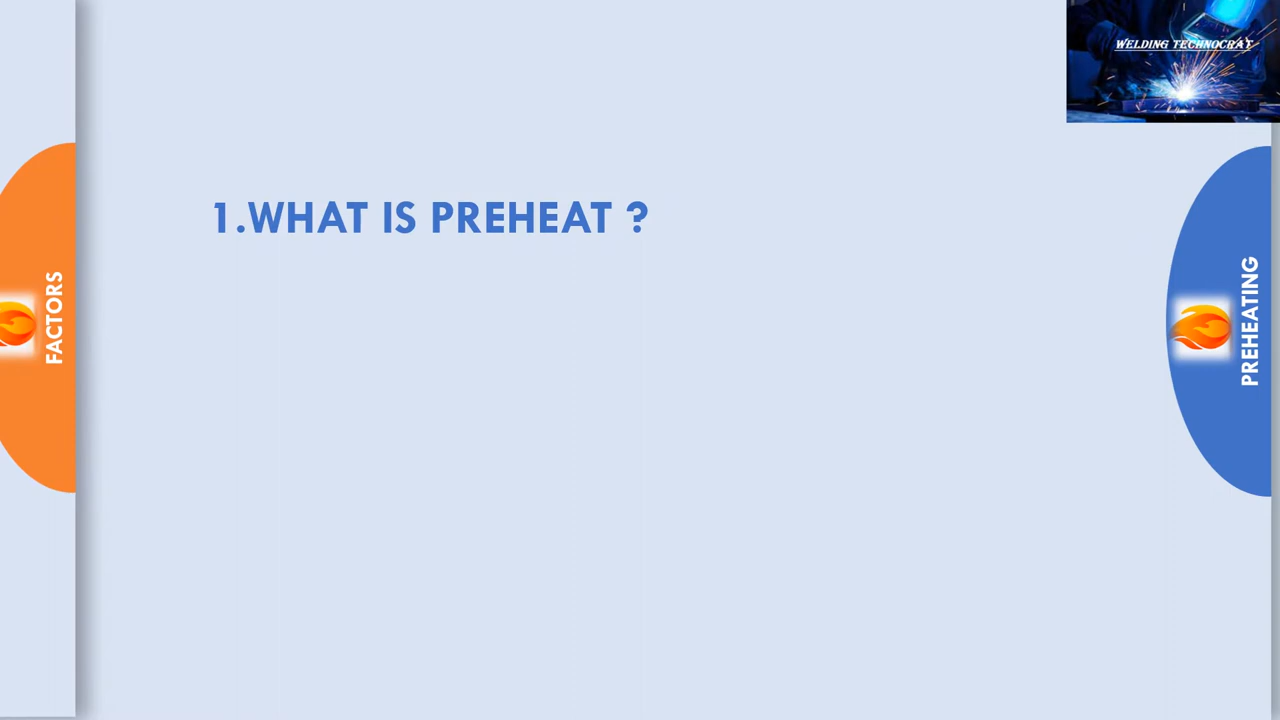 WELDING TECHNOCRAT
1.WHAT IS PREHEAT ?
FACTORS
PREHEATING